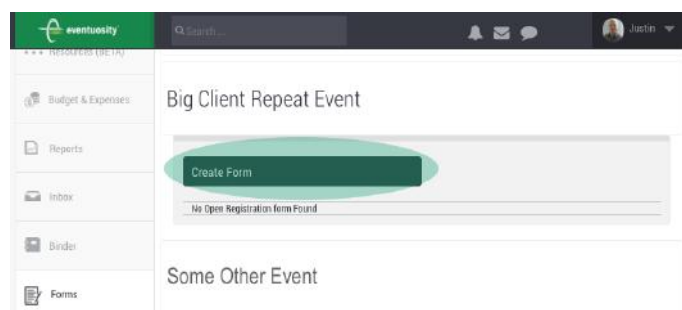 eventuosity
Search ...
Justin
Resources (BETA)
Budget & Expenses
Big Client Repeat Event
Reports
Create Form
Inbox
No Open Registration form Found
Binder
Some Other Event
Forms